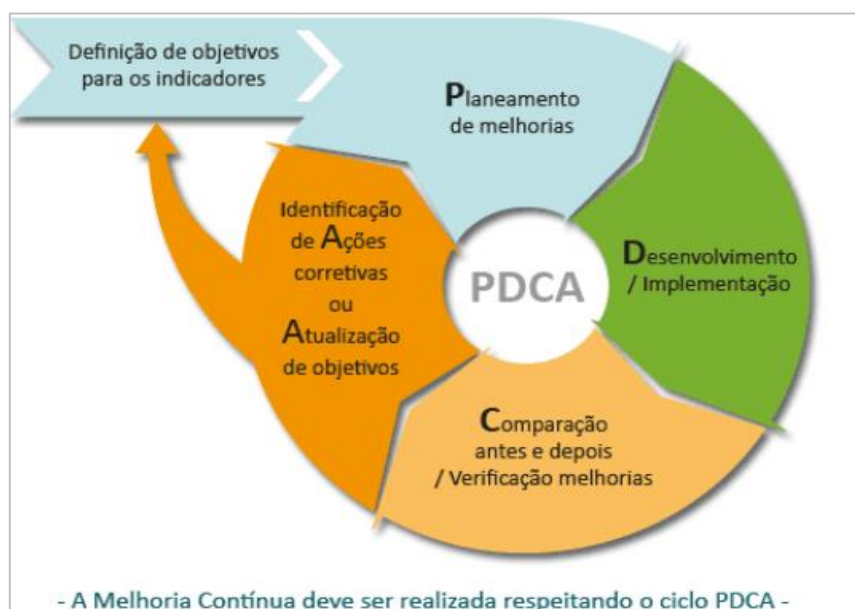 Definição de objetivos
para os indicadores
Planeamento
de melhorias
Desenvolvimento
/ Implementação
Comparação
antes e depois
/ Verificação melhorias
Identificação
de Ações
corretivas
ou
Atualização
de objetivos
PDCA
- A Melhoria Contínua deve ser realizada respeitando o ciclo PDCA -